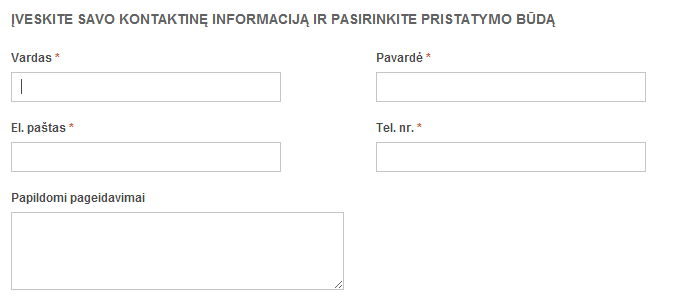 ĮVESKITE SAVO KONTAKTINĘ INFORMACIJĄ IR PASIRINKITE PRISTATYMO BŪDĄ
Vardas *
Pavardė *
El. paštas *
Tel. nr. *
Papildomi pageidavimai